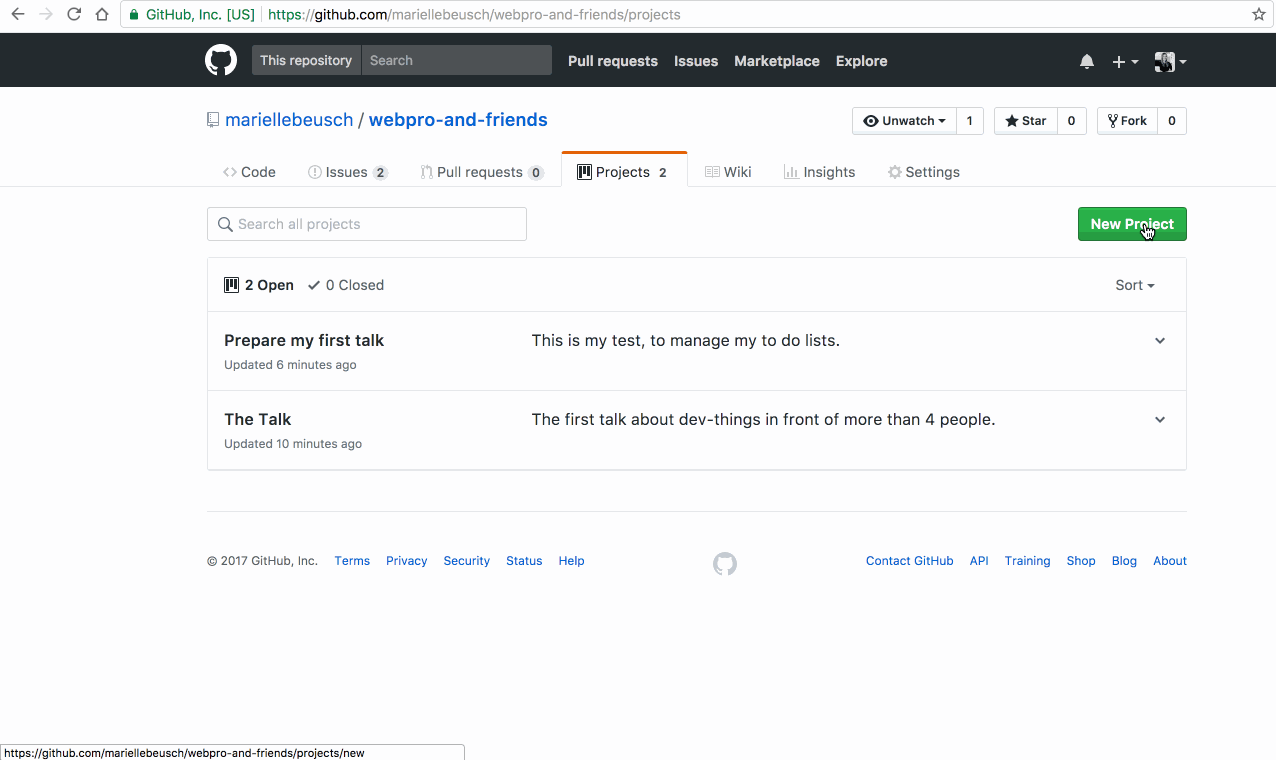 GitHub, Inc. [US] https://github.com/mariellebeusch/webpro-and-friends/projects
This repository Search Pull requests Issues Marketplace Explore
mariellebeusch / webpro-and-friends Unwatch 1 Star 0 Fork 0
Code Issues 2 Pull requests 0 Projects 2 Wiki Insights Settings
Search all projects New Project
2 Open 0 Closed Sort
Prepare my first talk This is my test, to manage my to do lists.
Updated 6 minutes ago
The Talk The first talk about dev-things in front of more than 4 people.
Updated 10 minutes ago
© 2017 GitHub, Inc. Terms Privacy Security Status Help Contact GitHub API Training Shop Blog About
https://github.com/mariellebeusch/webpro-and-friends/projects/new